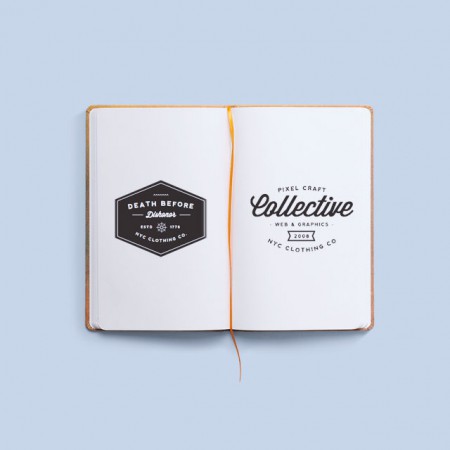 DEATH BEFORE
Dishonor
ESTD 1776
NYC CLOTHING CO.
PIXEL CRAFT
Collective
- WEB & GRAPHICS -
2008
NYC CLOTHING CO